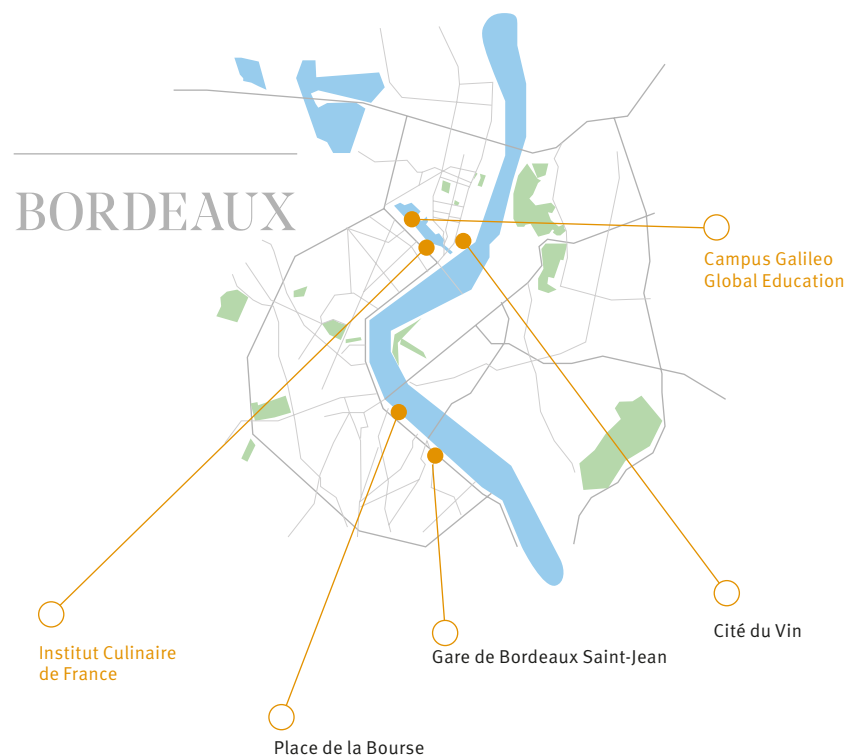 BORDEAUX
Campus Galileo
Global Education
Cité du Vin
Institut Culinaire
de France
Gare de Bordeaux Saint-Jean
Place de la Bourse